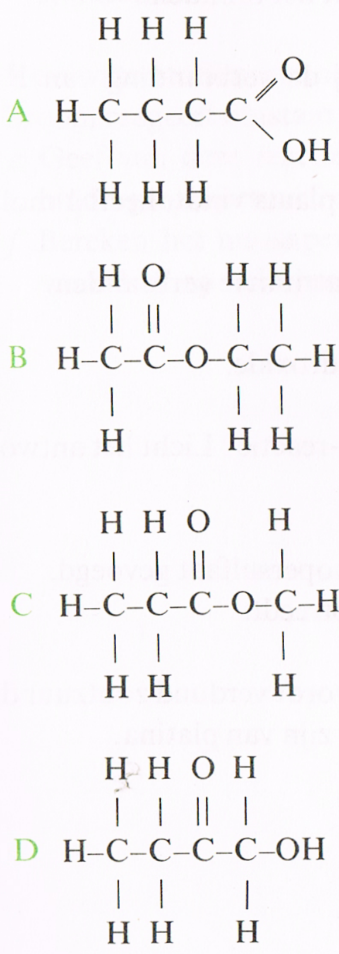 H H H
O
A H–C–C–C–C
OH
H H H
H O H H
B H–C–C–O–C–C–H
H H H
H H O H
C H–C–C–C–O–C–H
H H H
H H O H
D H–C–C–C–C–OH
H H H